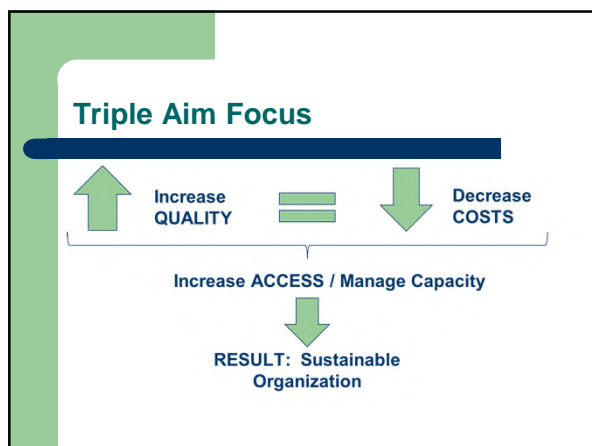 Triple Aim Focus
Increase
QUALITY
Decrease
COSTS
Increase ACCESS / Manage Capacity
RESULT: Sustainable
Organization